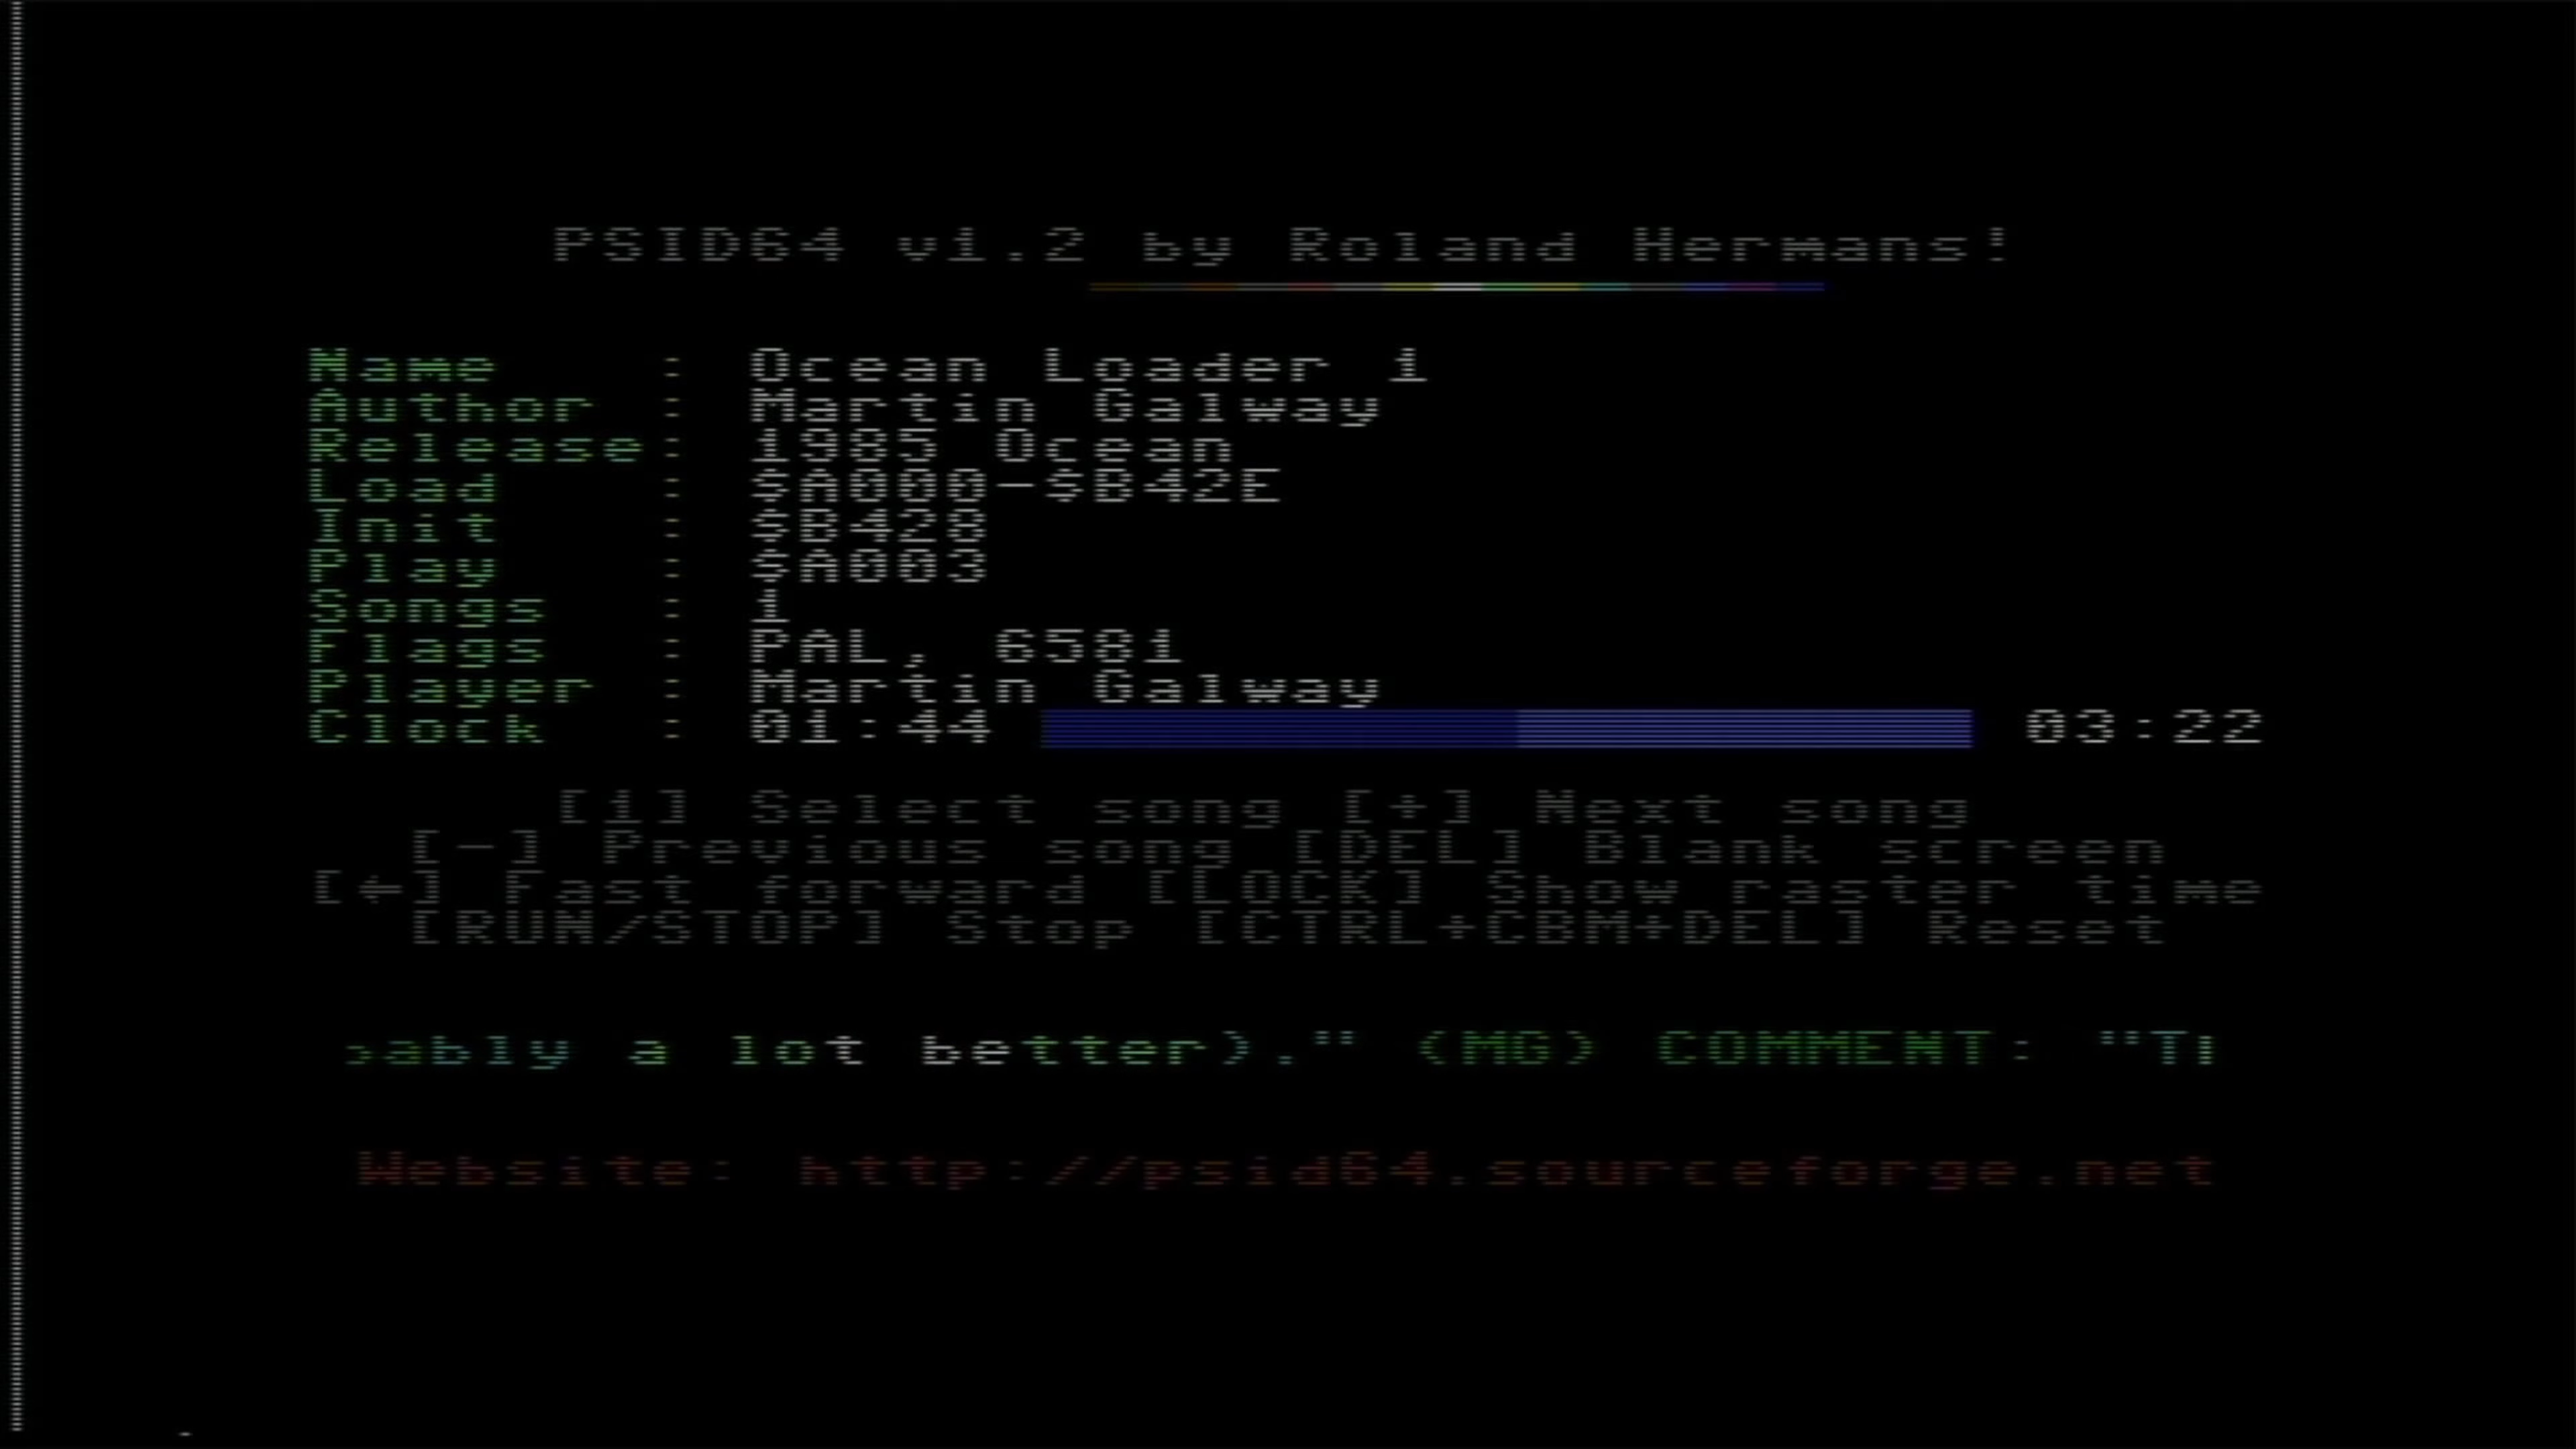 PSID64 v1.2 by Roland Hermans!
Name : Ocean Loader 1
Author : Martin Galway
Release : 1985 Ocean
Load : $A000-$B42E
Init : $B428
Play : $A003
Songs : 1
Flags : PAL, 6581
Player : Martin Galway
Clock : 01:44 03:22
[1] Select song [+] Next song
[-] Previous song [DEL] Blank screen
[←] Fast forward [LOCK] Show raster time
[RUN/STOP] Stop [CTRL+CBM+DEL] Reset
ably a lot better)." (MG) COMMENT: "T
Website: http://psid64.sourceforge.net